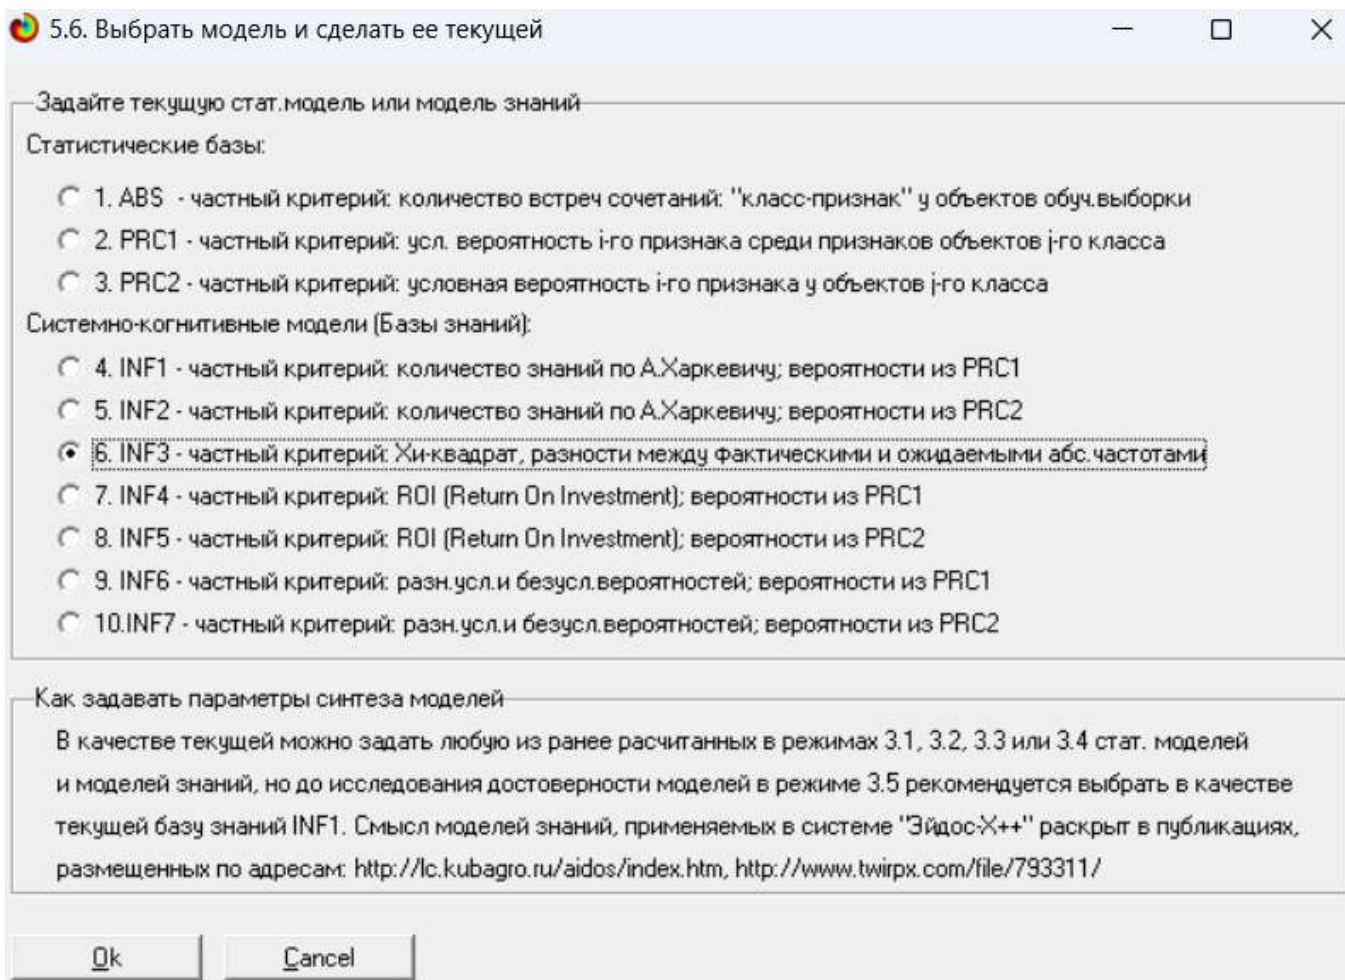 5.6. Выбрать модель и сделать ее текущей
Задайте текущую стат.модель или модель знаний
Статистические базы:
1. ABS - частный критерий: количество встреч сочетаний: "класс-признак" у объектов обуч.выборки
2. PRC1 - частный критерий: усл. вероятность i-го признака среди признаков объектов j-го класса
3. PRC2 - частный критерий: условная вероятность i-го признака у объектов j-го класса
Системно-когнитивные модели (Базы знаний):
4. INF1 - частный критерий: количество знаний по А.Харкевичу; вероятности из PRC1
5. INF2 - частный критерий: количество знаний по А.Харкевичу; вероятности из PRC2
6. INF3 - частный критерий: Хи-квадрат, разности между фактическими и ожидаемыми абс.частотами
7. INF4 - частный критерий: ROI (Return On Investment); вероятности из PRC1
8. INF5 - частный критерий: ROI (Return On Investment); вероятности из PRC2
9. INF6 - частный критерий: разн.усл.и безусл.вероятностей; вероятности из PRC1
10.INF7 - частный критерий: разн.усл.и безусл.вероятностей; вероятности из PRC2
Как задавать параметры синтеза моделей
В качестве текущей можно задать любую из ранее расчитанных в режимах 3.1, 3.2, 3.3 или 3.4 стат. моделей
и моделей знаний, но до исследования достоверности моделей в режиме 3.5 рекомендуется выбрать в качестве
текущей базу знаний INF1. Смысл моделей знаний, применяемых в системе "Эйдос-X++" раскрыт в публикациях,
размещенных по адресам: http://lc.kubagro.ru/aidos/index.htm, http://www.twirpx.com/file/793311/
Ok Cancel